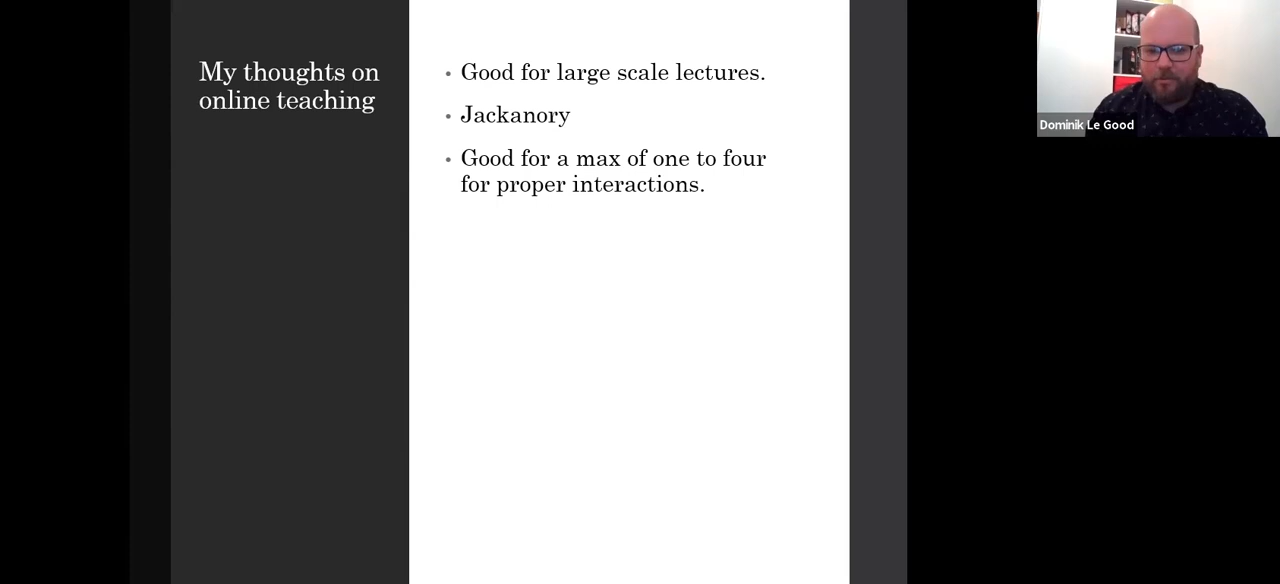 My thoughts on
online teaching
• Good for large scale lectures.
• Jackanory
• Good for a max of one to four
for proper interactions.
Dominik Le Good